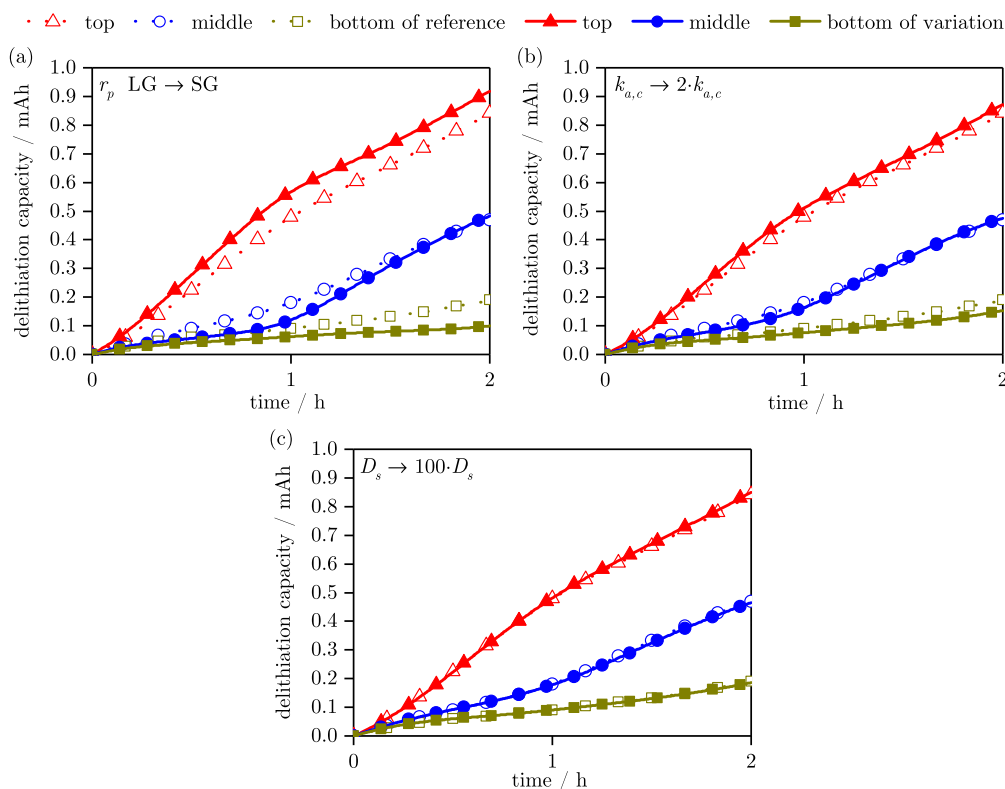 top middle bottom of reference top middle bottom of variation
(a)
r_p LG → SG
delithiation capacity / mAh
1.0
0.9
0.8
0.7
0.6
0.5
0.4
0.3
0.2
0.1
0.0
0 1 2
time / h
(b)
k_{a,c} → 2·k_{a,c}
delithiation capacity / mAh
1.0
0.9
0.8
0.7
0.6
0.5
0.4
0.3
0.2
0.1
0.0
0 1 2
time / h
(c)
D_s → 100·D_s
delithiation capacity / mAh
1.0
0.9
0.8
0.7
0.6
0.5
0.4
0.3
0.2
0.1
0.0
0 1 2
time / h